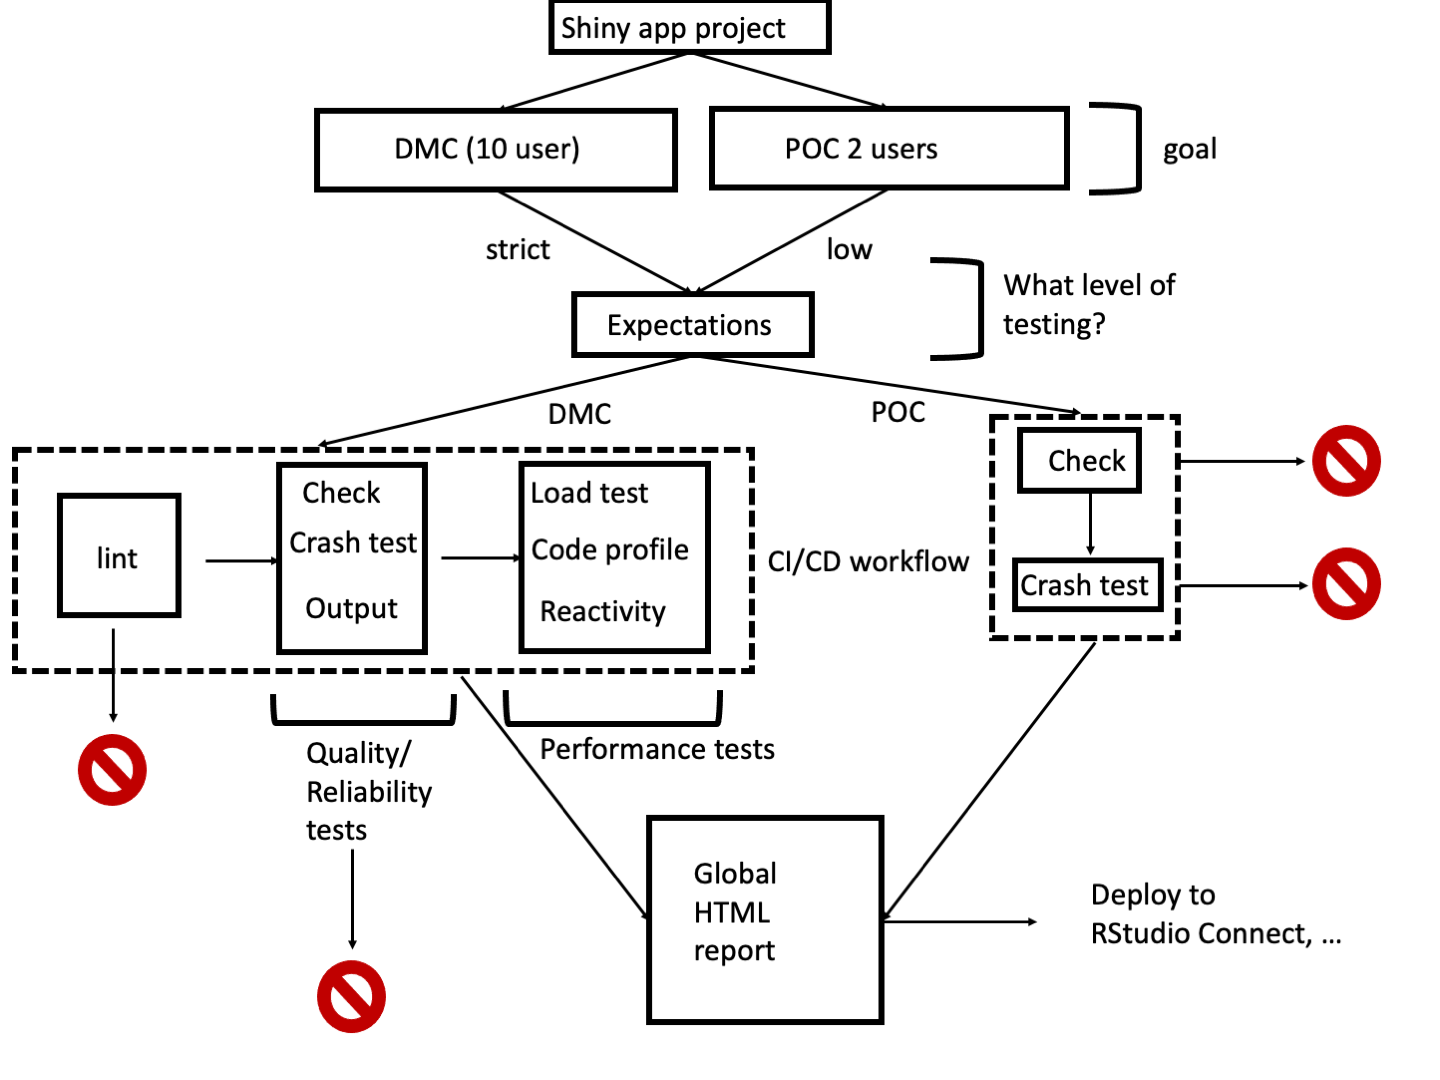 Shiny app project
DMC (10 user)
POC 2 users
goal
strict
low
What level of
testing?
Expectations
DMC
POC
Check
Crash test
lint
Check
Crash test
Output
Load test
Code profile
Reactivity
CI/CD workflow
Quality/
Reliability
tests
Performance tests
Global
HTML
report
Deploy to
RStudio Connect, ...